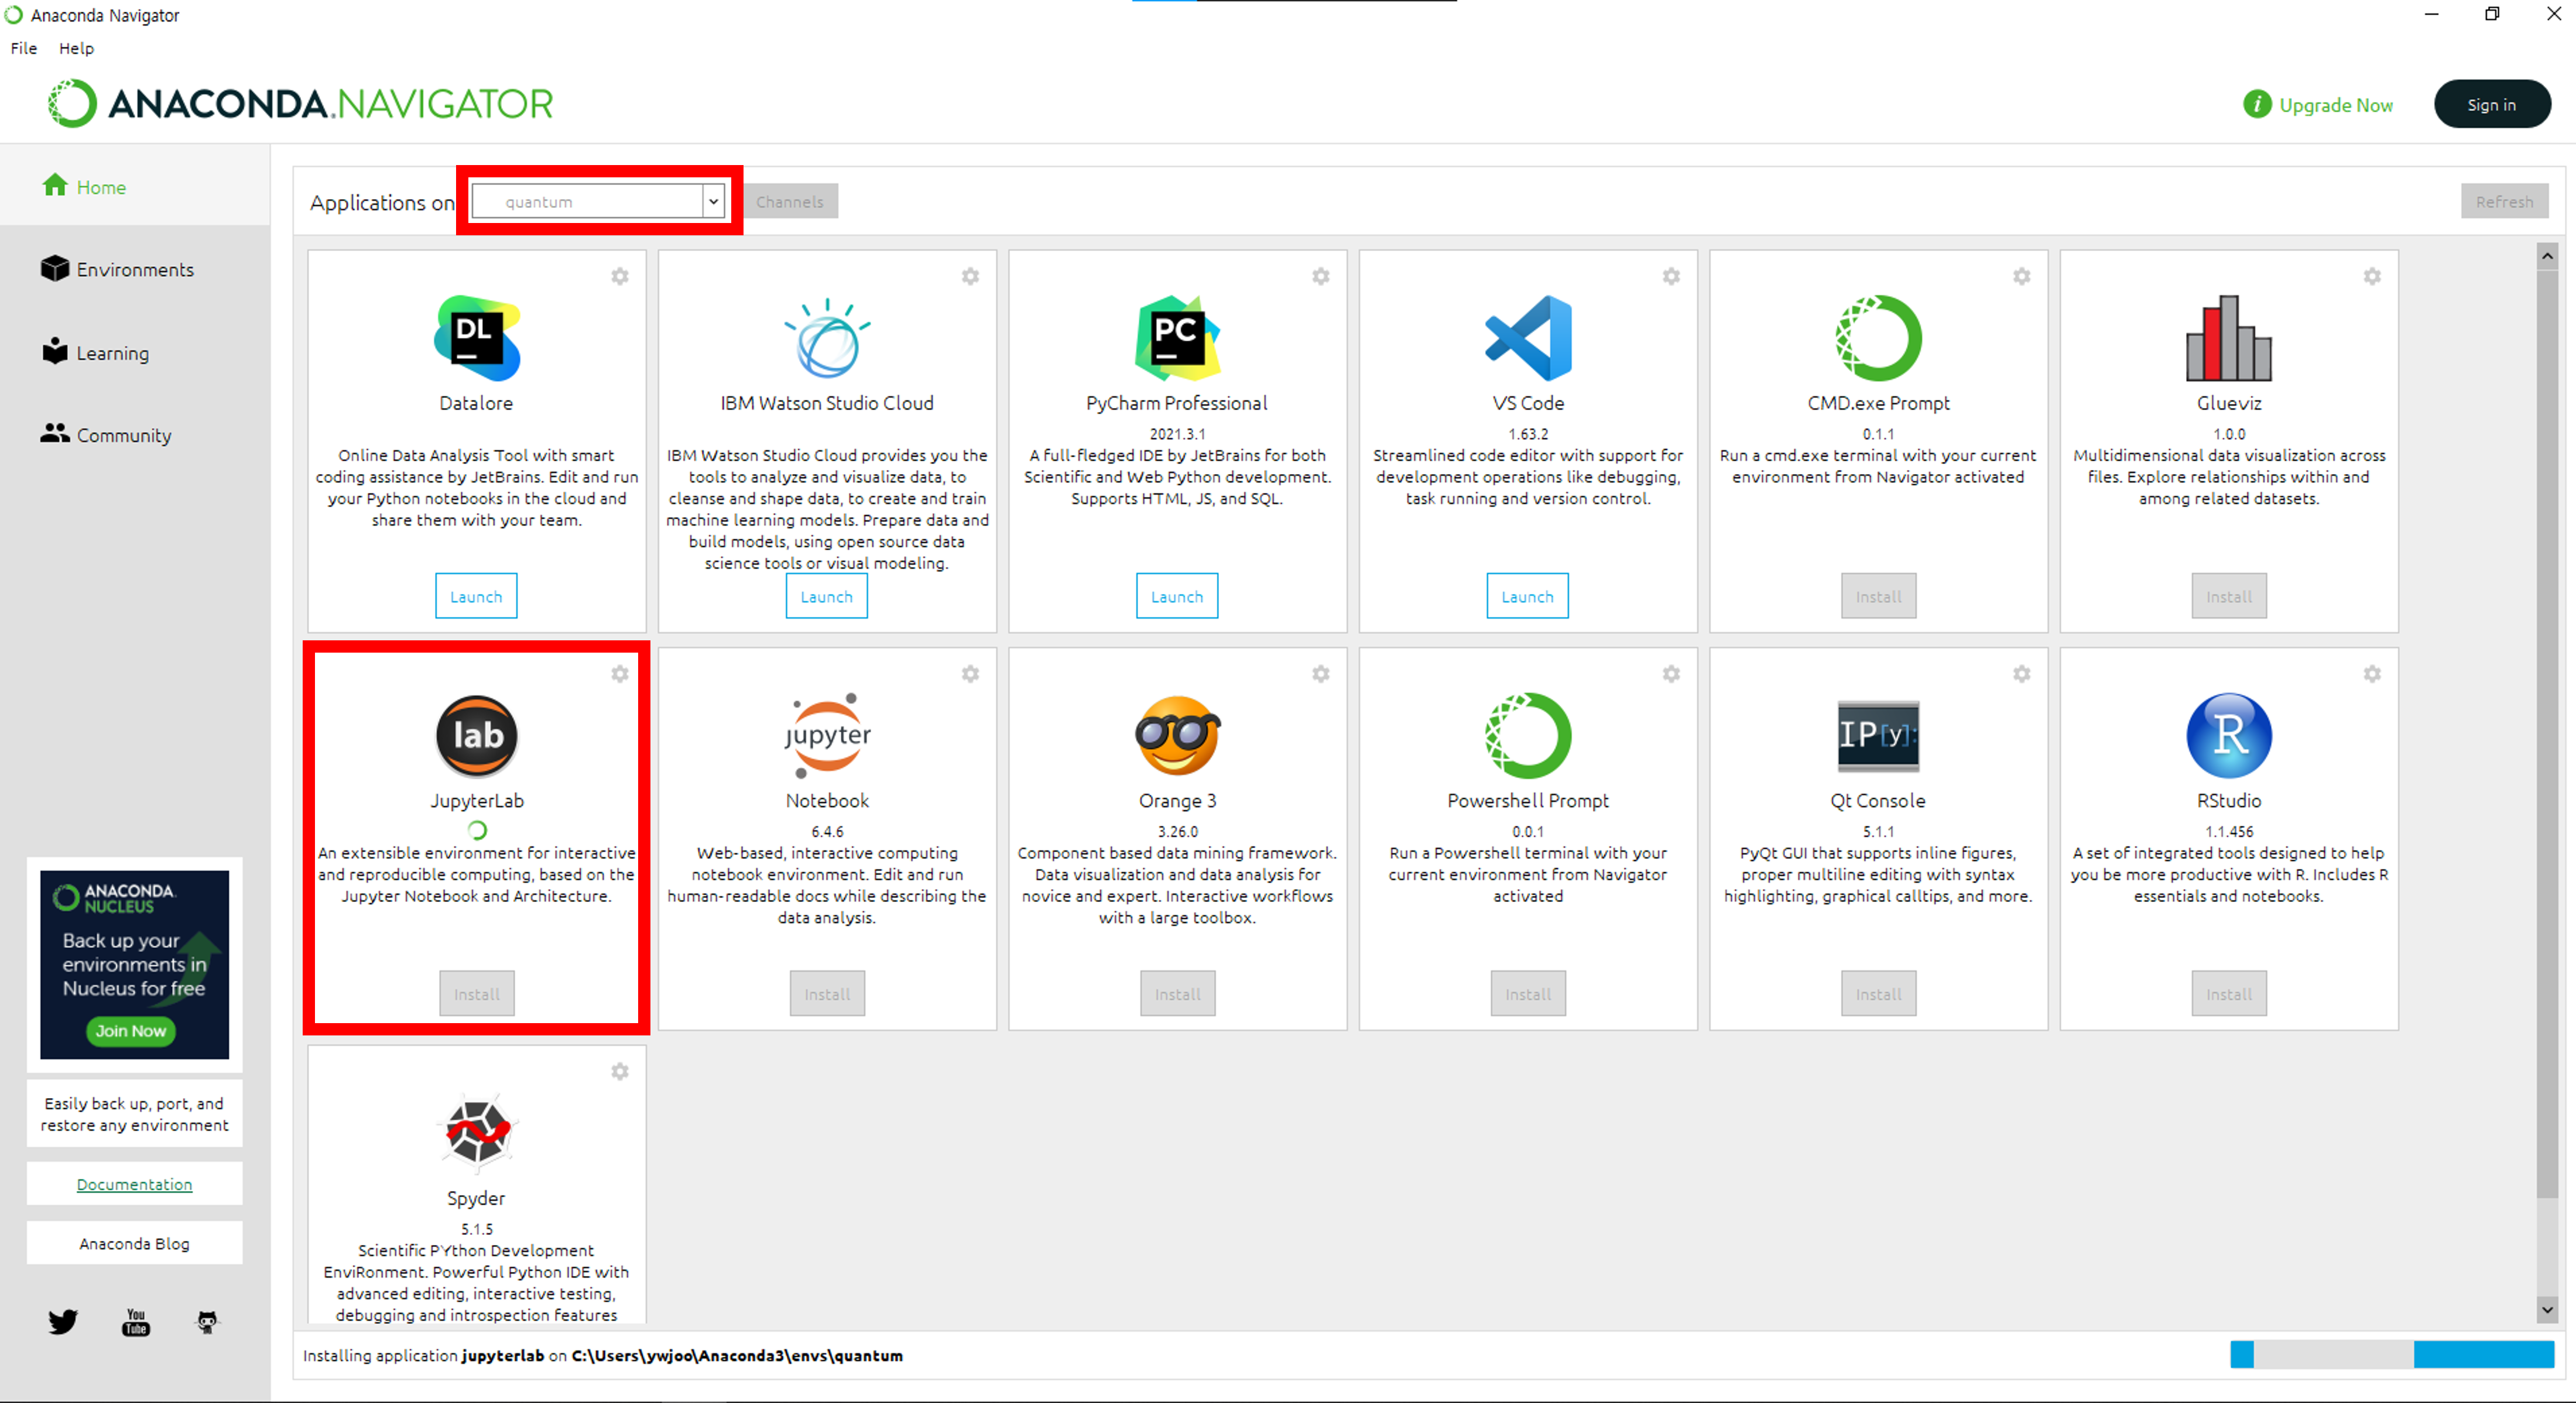 Anaconda Navigator
File Help
ANACONDA.NAVIGATOR
Upgrade Now
Sign in
Home
Environments
Learning
Community
Applications on
quantum
Channels
Refresh
DL
Datalore
Online Data Analysis Tool with smart
coding assistance by JetBrains. Edit and run
your Python notebooks in the cloud and
share them with your team.
Launch
IBM Watson Studio Cloud
IBM Watson Studio Cloud provides you the
tools to analyze and visualize data, to
cleanse and shape data, to create and train
machine learning models. Prepare data and
build models, using open source data
science tools or visual modeling.
Launch
PC
PyCharm Professional
2021.3.1
A full-fledged IDE by JetBrains for both
Scientific and Web Python development.
Supports HTML, JS, and SQL.
Launch
VS Code
1.63.2
Streamlined code editor with support for
development operations like debugging,
task running and version control.
Launch
CMD.exe Prompt
0.1.1
Run a cmd.exe terminal with your current
environment from Navigator activated
Install
Glueviz
1.0.0
Multidimensional data visualization across
files. Explore relationships within and
among related datasets.
Install
lab
JupyterLab
An extensible environment for interactive
and reproducible computing, based on the
Jupyter Notebook and Architecture.
Install
jupyter
Notebook
6.4.6
Web-based, interactive computing
notebook environment. Edit and run
human-readable docs while describing the
data analysis.
Install
Orange 3
3.26.0
Component based data mining framework.
Data visualization and data analysis for
novice and expert. Interactive workflows
with a large toolbox.
Install
Powershell Prompt
0.0.1
Run a Powershell terminal with your
current environment from Navigator
activated
Install
IP[y]:
Qt Console
5.1.1
PyQt GUI that supports inline figures,
proper multiline editing with syntax
highlighting, graphical calltips, and more.
Install
R
RStudio
1.1.456
A set of integrated tools designed to help
you be more productive with R. Includes R
essentials and notebooks.
Install
Spyder
5.1.5
Scientific PYthon Development
EnviRonment. Powerful Python IDE with
advanced editing, interactive testing,
debugging and introspection features
ANACONDA.
NUCLEUS
Back up your
environments in
Nucleus for free
Join Now
Easily back up, port, and
restore any environment
Documentation
Anaconda Blog
You
Tube
Installing application jupyterlab on C:\Users\ywjoo\Anaconda3\envs\quantum